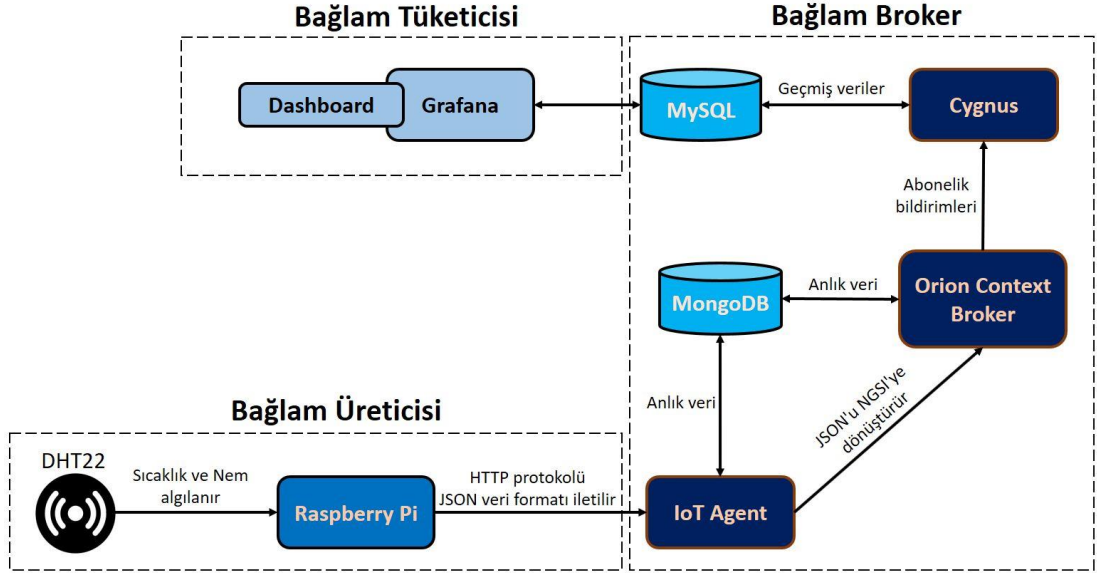 Bağlam Tüketicisi
Bağlam Broker
Dashboard
Grafana
MySQL
Geçmiş veriler
Cygnus
Abonelik
bildirimleri
MongoDB
Anlık veri
Orion Context
Broker
Anlık veri
JSON'u NGSI'ye
dönüştürür
Bağlam Üreticisi
DHT22
Sıcaklık ve Nem
algılanır
Raspberry Pi
HTTP protokolü
JSON veri formatı iletilir
IoT Agent